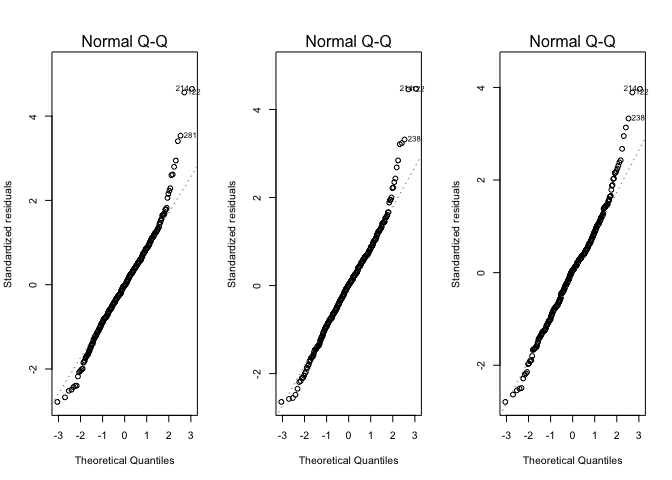 Normal Q-Q
Standardized residuals
4
2
0
-2
281
-3 -2 -1 0 1 2 3
Theoretical Quantiles
Normal Q-Q
Standardized residuals
4
2
0
-2
238
-3 -2 -1 0 1 2 3
Theoretical Quantiles
Normal Q-Q
Standardized residuals
4
2
0
-2
214
238
-3 -2 -1 0 1 2 3
Theoretical Quantiles